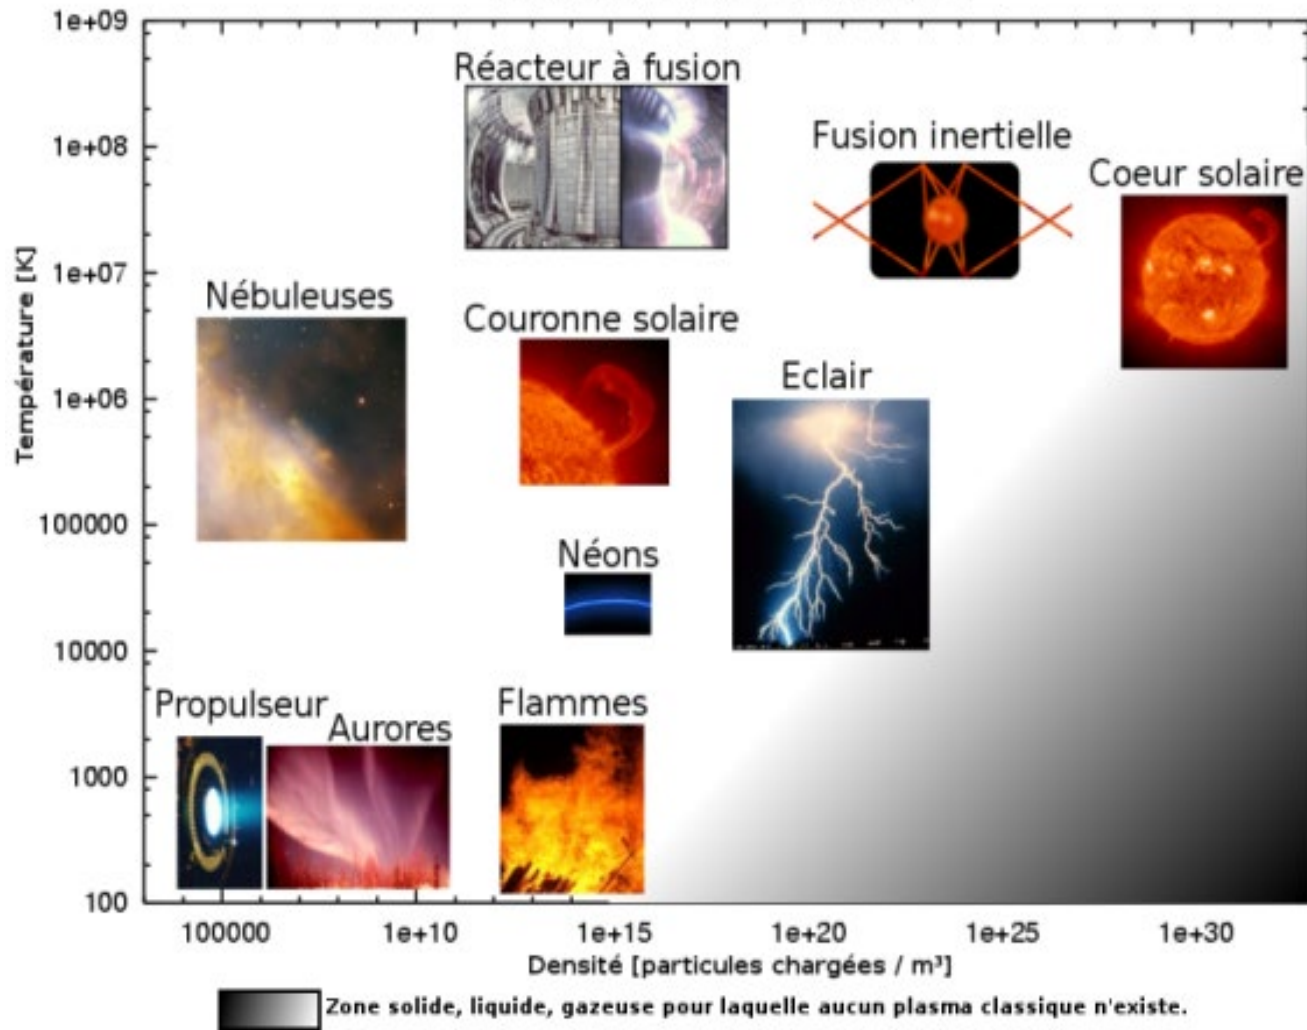 1e+09
Réacteur à fusion
1e+08
Fusion inertielle
Coeur solaire
Température [K]
1e+07
Nébuleuses
Couronne solaire
Eclair
1e+06
100000
Néons
10000
Propulseur
Aurores
Flammes
1000
100
100000 1e+10 1e+15 1e+20 1e+25 1e+30
Densité [particules chargées / m³]
Zone solide, liquide, gazeuse pour laquelle aucun plasma classique n'existe.